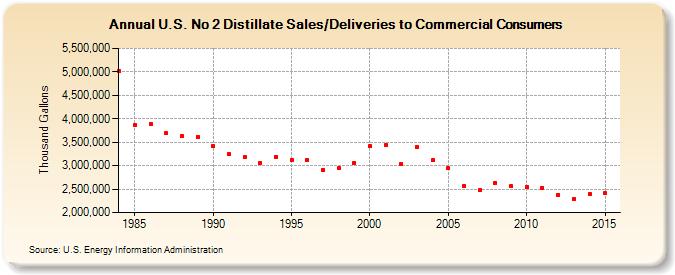 Annual U.S. No 2 Distillate Sales/Deliveries to Commercial Consumers
Thousand Gallons
5,500,000
5,000,000
4,500,000
4,000,000
3,500,000
3,000,000
2,500,000
2,000,000
1985 1990 1995 2000 2005 2010 2015
Source: U.S. Energy Information Administration